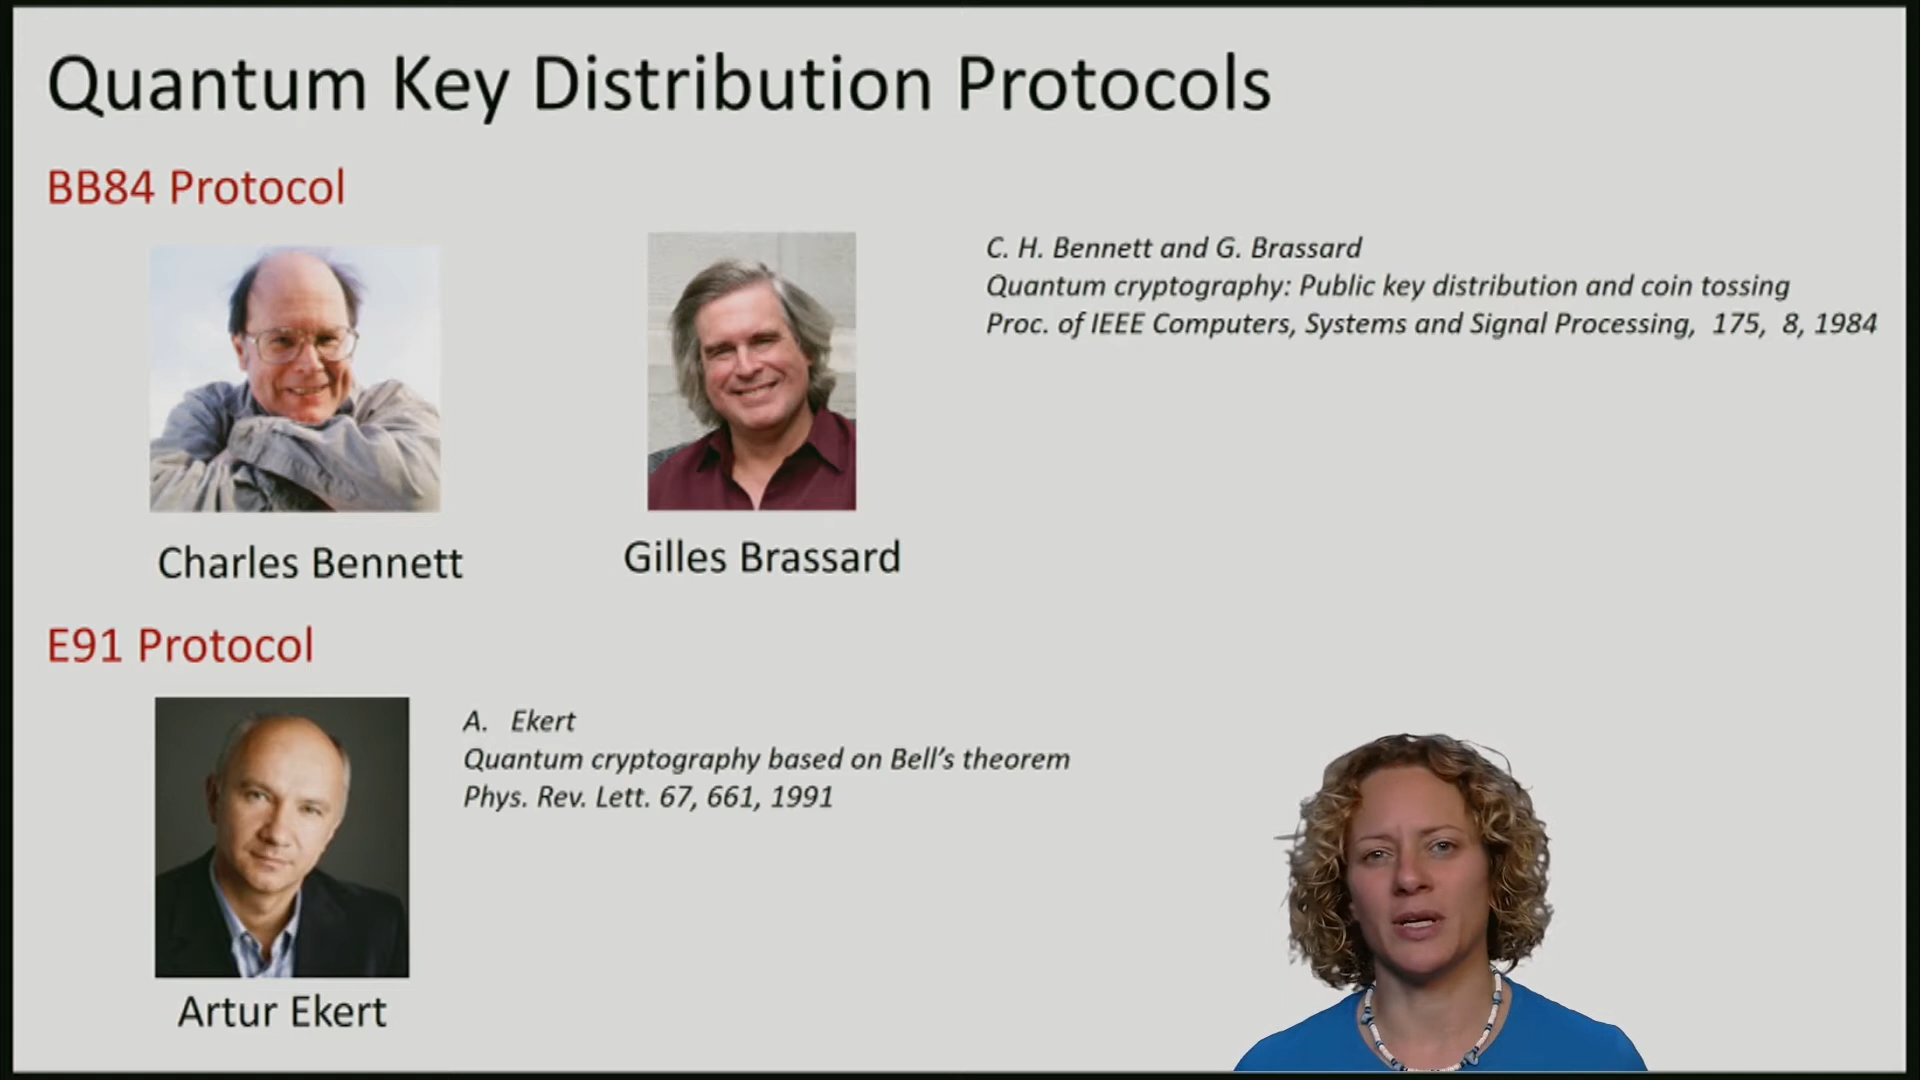 Quantum Key Distribution Protocols
BB84 Protocol
C. H. Bennett and G. Brassard
Quantum cryptography: Public key distribution and coin tossing
Proc. of IEEE Computers, Systems and Signal Processing, 175, 8, 1984
Charles Bennett
Gilles Brassard
E91 Protocol
A. Ekert
Quantum cryptography based on Bell’s theorem
Phys. Rev. Lett. 67, 661, 1991
Artur Ekert